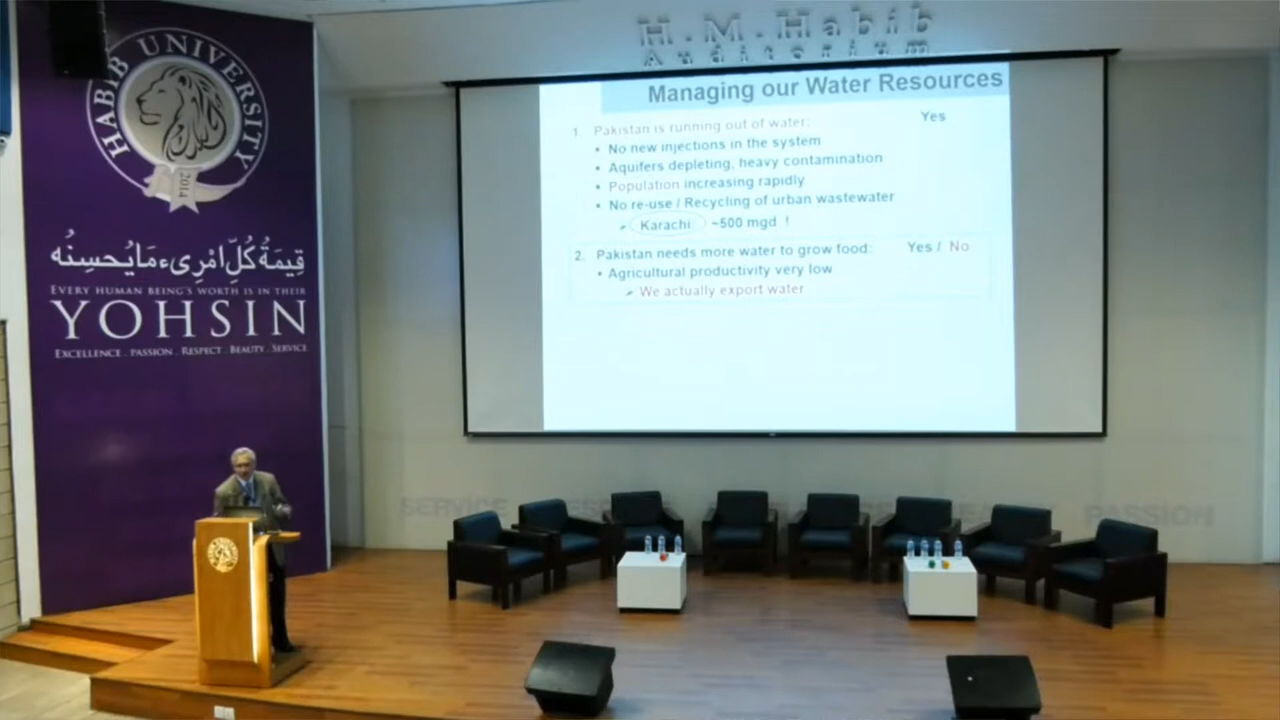 HABIB UNIVERSITY
2014
قِيمَةُ كُلِّ امْرِىءٍ مَا يُحسِنُه
EVERY HUMAN BEING'S WORTH IS IN THEIR
YOHSIN
EXCELLENCE . PASSION . RESPECT . BEAUTY . SERVICE
H.M.Habib
Auditorium
Managing our Water Resources
1. Pakistan is running out of water: Yes
• No new injections in the system
• Aquifers depleting, heavy contamination
• Population increasing rapidly
• No re-use / Recycling of urban wastewater
➢ Karachi ~500 mgd !
2. Pakistan needs more water to grow food: Yes / No
• Agricultural productivity very low
➢ We actually export water
SERVICE
PASSION